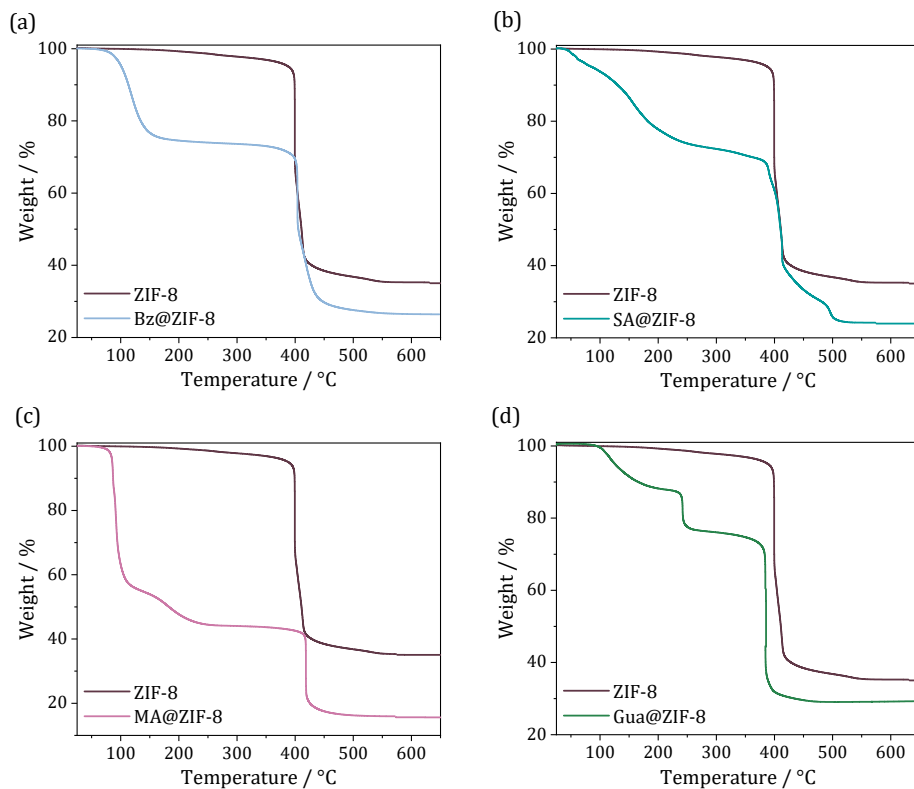 (a)
100
80
60
40
20
Weight / %
ZIF-8
Bz@ZIF-8
100 200 300 400 500 600
Temperature / °C
(b)
100
80
60
40
20
Weight / %
ZIF-8
SA@ZIF-8
100 200 300 400 500 600
Temperature / °C
(c)
100
80
60
40
20
Weight / %
ZIF-8
MA@ZIF-8
100 200 300 400 500 600
Temperature / °C
(d)
100
80
60
40
20
Weight / %
ZIF-8
Gua@ZIF-8
100 200 300 400 500 600
Temperature / °C